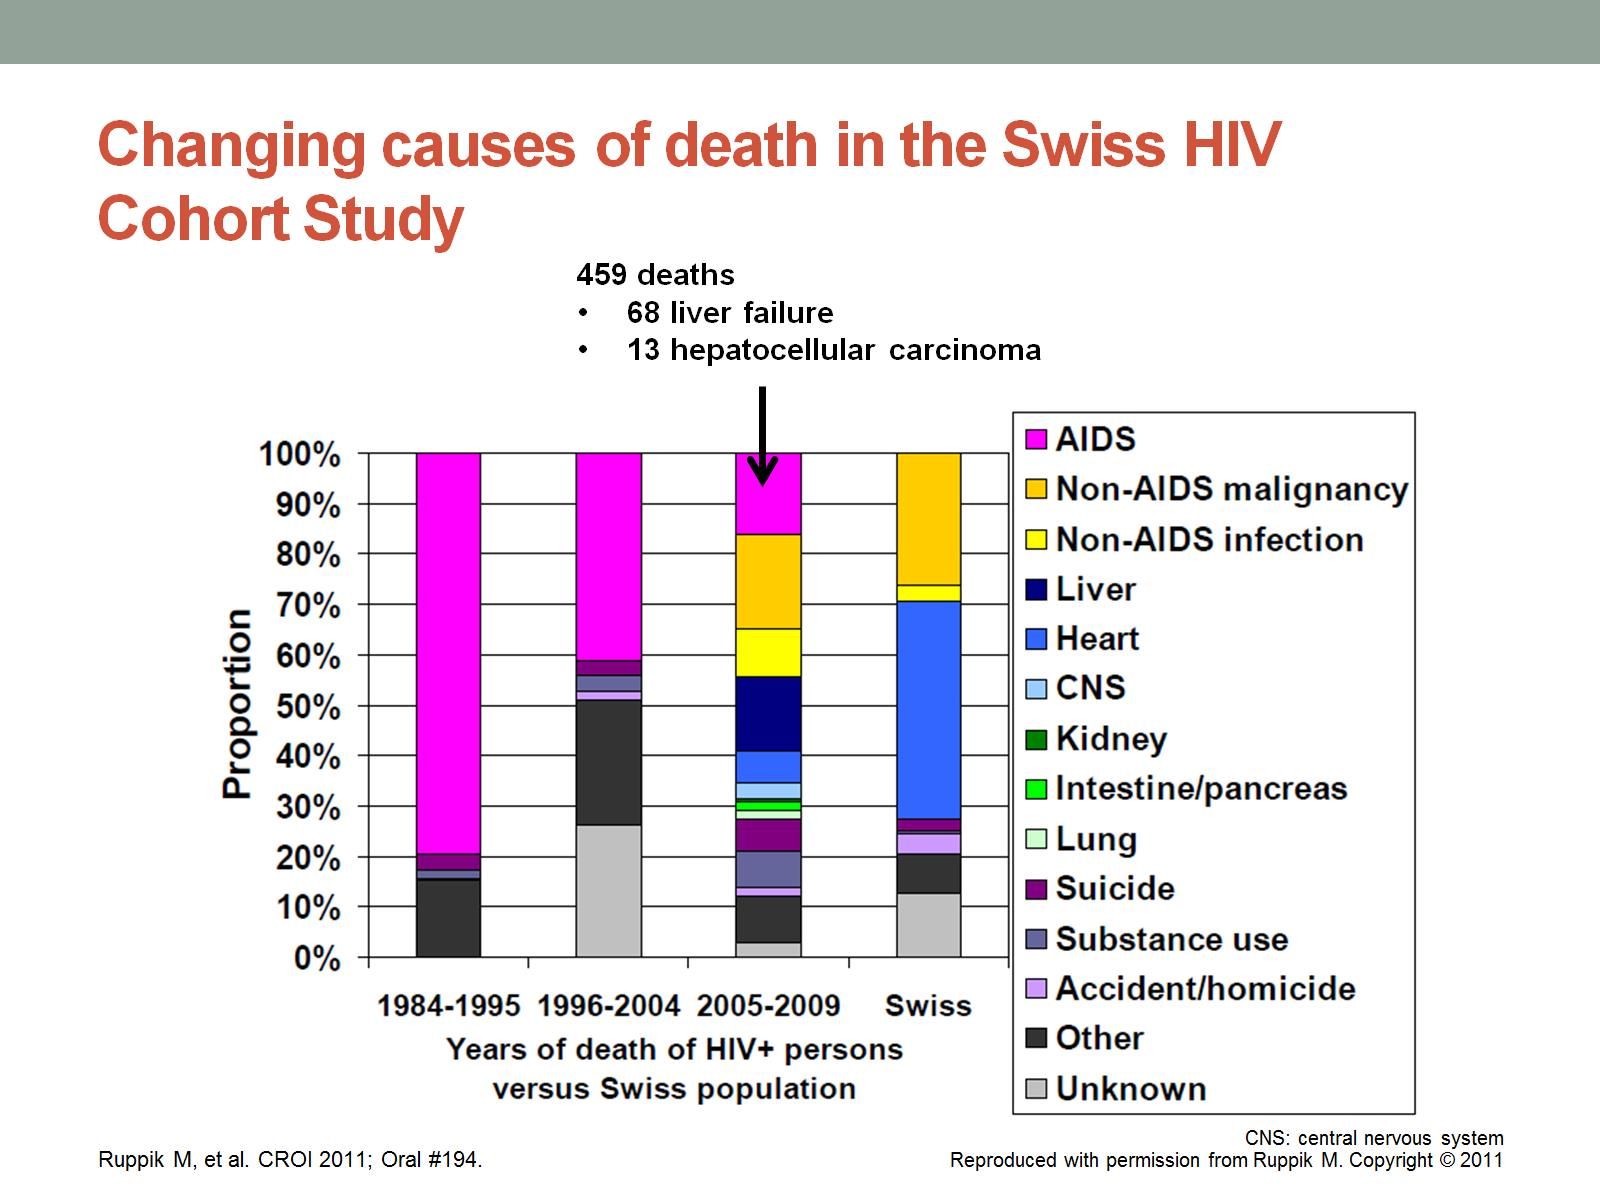 Changing causes of death in the Swiss HIV
Cohort Study
459 deaths
• 68 liver failure
• 13 hepatocellular carcinoma
100%
90%
80%
70%
60%
50%
40%
30%
20%
10%
0%
Proportion
1984-1995 1996-2004 2005-2009 Swiss
Years of death of HIV+ persons
versus Swiss population
AIDS
Non-AIDS malignancy
Non-AIDS infection
Liver
Heart
CNS
Kidney
Intestine/pancreas
Lung
Suicide
Substance use
Accident/homicide
Other
Unknown
CNS: central nervous system
Ruppik M, et al. CROI 2011; Oral #194.
Reproduced with permission from Ruppik M. Copyright © 2011